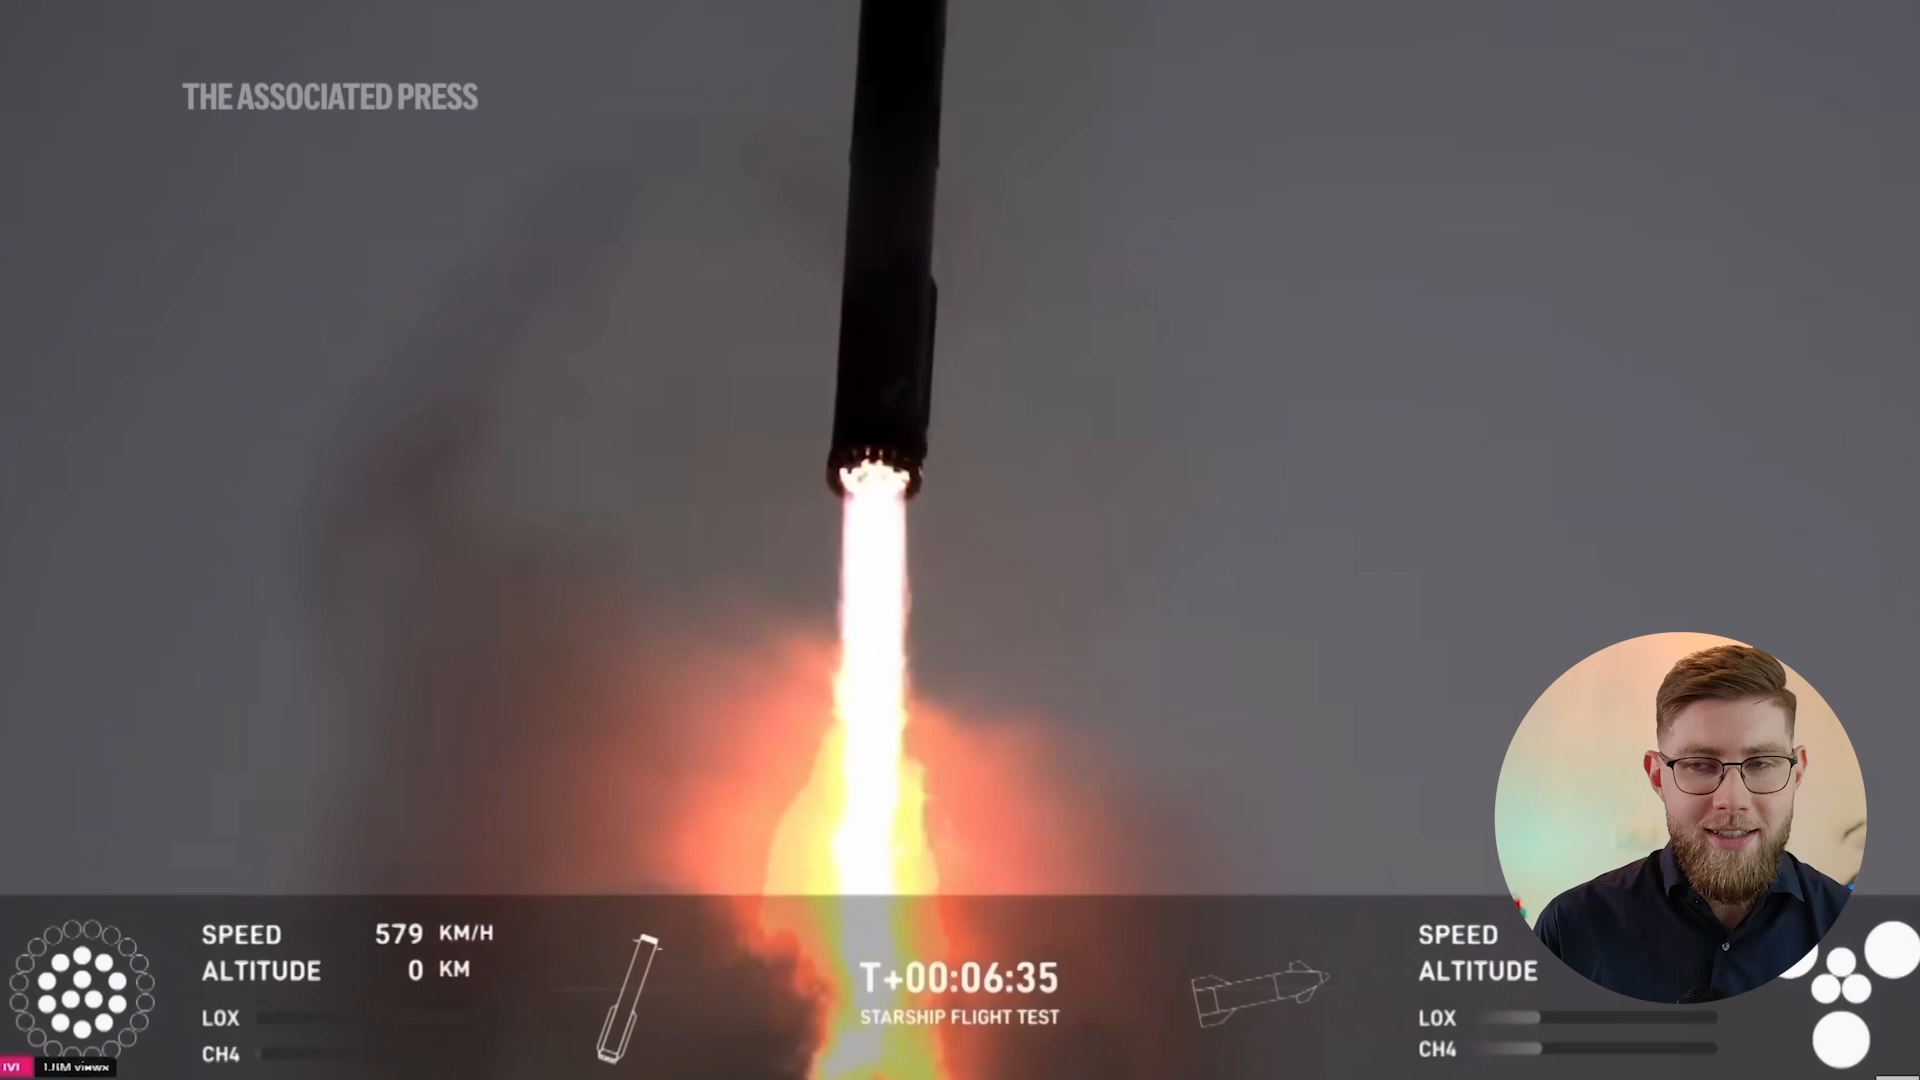 THE ASSOCIATED PRESS
SPEED 579 KM/H
ALTITUDE 0 KM
LOX
CH4
T+00:06:35
STARSHIP FLIGHT TEST
SPEED
ALTITUDE
LOX
CH4
views